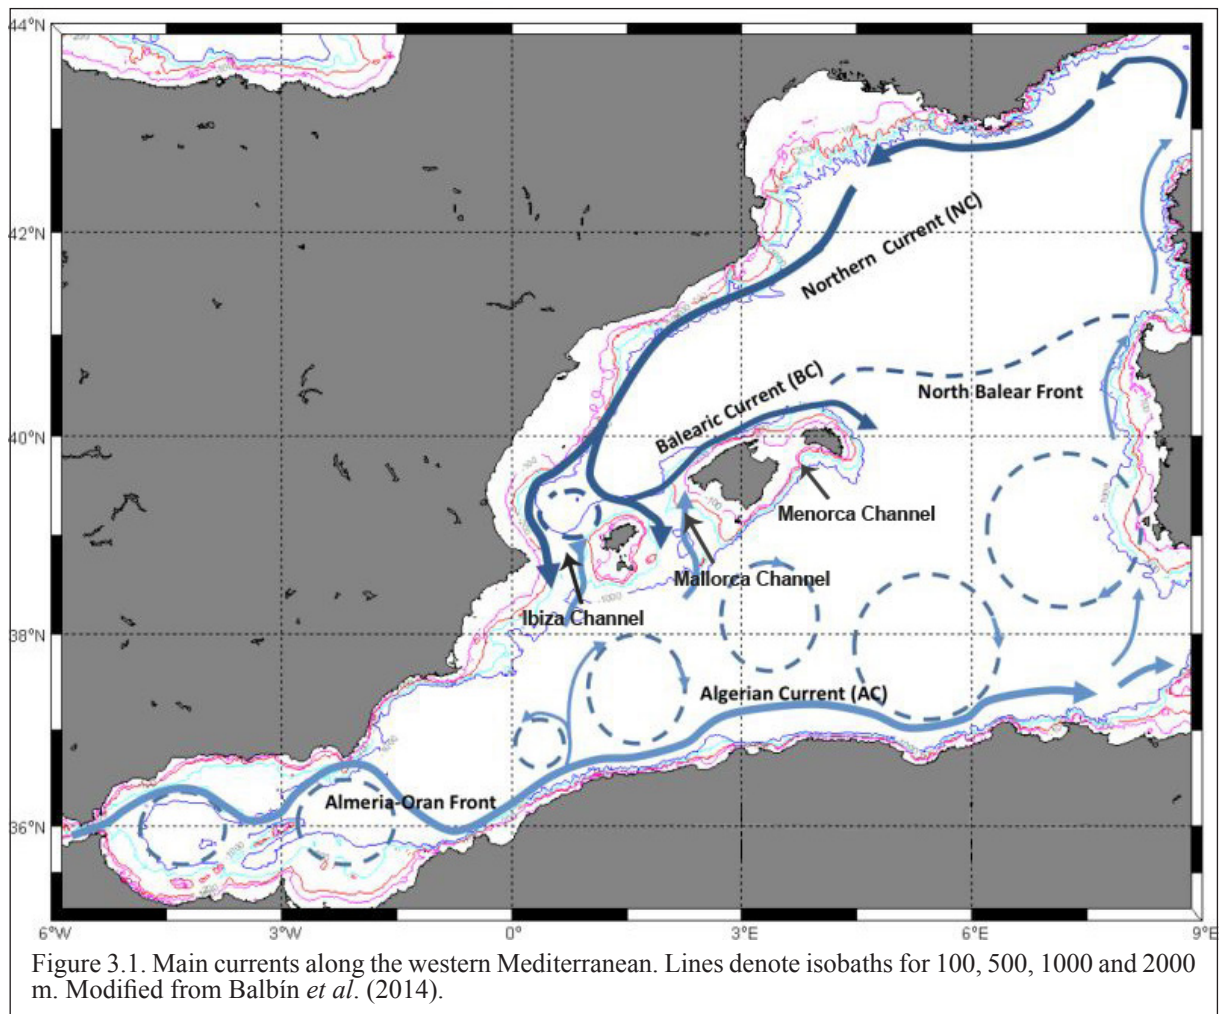 44°N
42°N
40°N
38°N
36°N
Northern Current (NC)
Balearic Current (BC)
North Balear Front
Menorca Channel
Mallorca Channel
Ibiza Channel
Algerian Current (AC)
Almeria-Oran Front
6°W
3°W
0°
3°E
6°E
9°E
Figure 3.1. Main currents along the western Mediterranean. Lines denote isobaths for 100, 500, 1000 and 2000
m. Modified from Balbín et al. (2014).